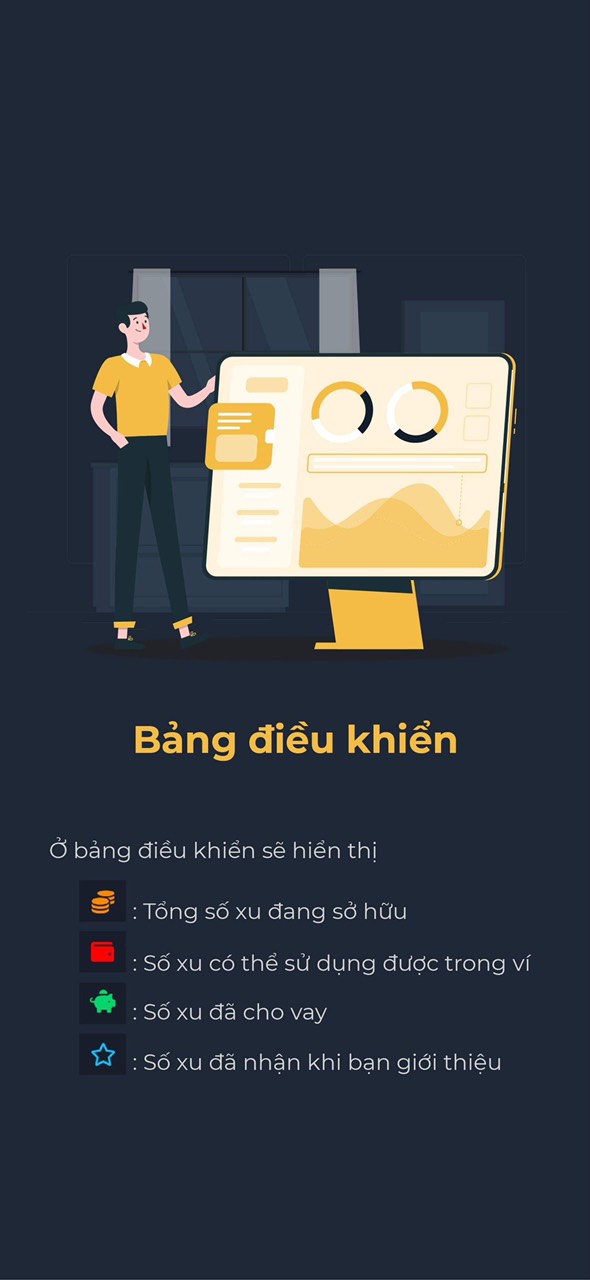 Bảng điều khiển
Ở bảng điều khiển sẽ hiển thị
: Tổng số xu đang sở hữu
: Số xu có thể sử dụng được trong ví
: Số xu đã cho vay
: Số xu đã nhận khi bạn giới thiệu